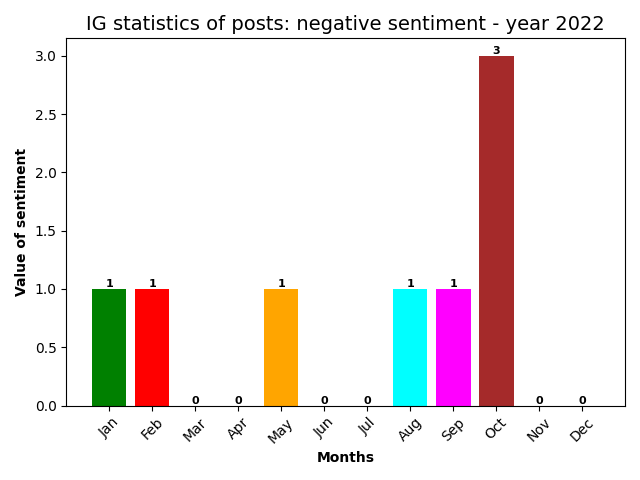 IG statistics of posts: negative sentiment - year 2022
Value of sentiment
3.0
2.5
2.0
1.5
1.0
0.5
0.0
1 1 0 0 1 0 0 1 1 3 0 0
Jan Feb Mar Apr May Jun Jul Aug Sep Oct Nov Dec
Months